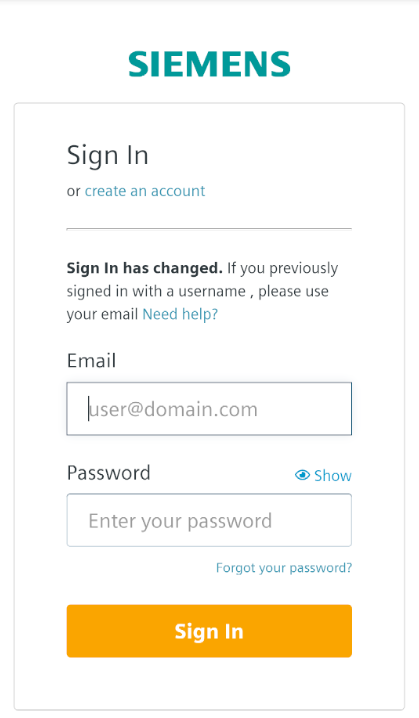 SIEMENS
Sign In
or create an account
Sign In has changed. If you previously
signed in with a username , please use
your email Need help?
Email
user@domain.com
Password
Show
Enter your password
Forgot your password?
Sign In